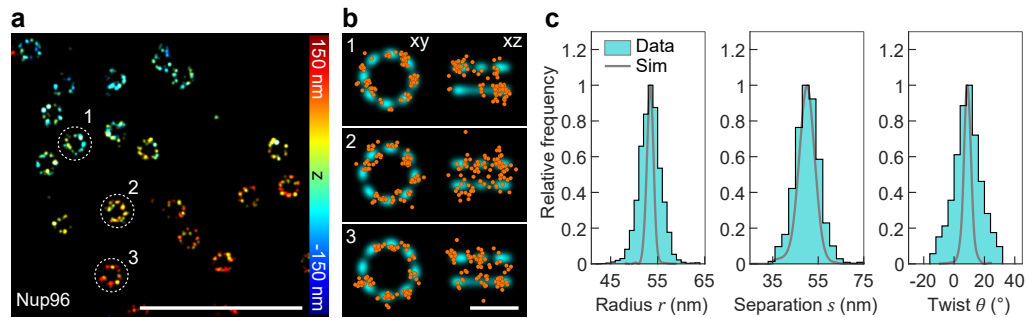 a
150 nm
z
-150 nm
1
2
3
Nup96
b
xy
xz
1
2
3
c
Relative frequency
1.2
1
0.8
0.6
0.4
0.2
0
Data
Sim
45 55 65
Radius r (nm)
1.2
1
0.8
0.6
0.4
0.2
0
35 55 75
Separation s (nm)
1.2
1
0.8
0.6
0.4
0.2
0
-20 0 20 40
Twist θ (°)